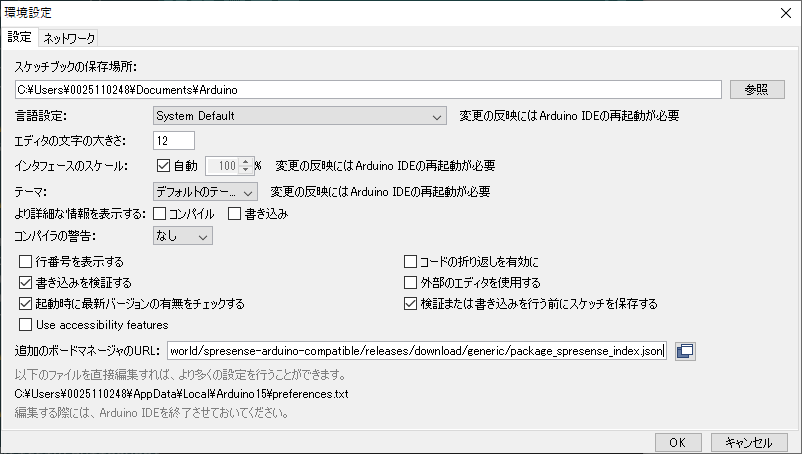 環境設定
設定 ネットワーク
スケッチブックの保存場所:
C:¥Users¥0025110248¥Documents¥Arduino 参照
言語設定: System Default 変更の反映にはArduino IDEの再起動が必要
エディタの文字の大きさ: 12
インタフェースのスケール: 自動 100 % 変更の反映にはArduino IDEの再起動が必要
テーマ: デフォルトのテー... 変更の反映にはArduino IDEの再起動が必要
より詳細な情報を表示する: コンパイル 書き込み
コンパイラの警告: なし
行番号を表示する コードの折り返しを有効に
書き込みを検証する 外部のエディタを使用する
起動時に最新バージョンの有無をチェックする 検証または書き込みを行う前にスケッチを保存する
Use accessibility features
追加のボードマネージャのURL: world/spresense-arduino-compatible/releases/download/generic/package_spresense_index.json
以下のファイルを直接編集すれば、より多くの設定を行うことができます。
C:¥Users¥0025110248¥AppData¥Local¥Arduino15¥preferences.txt
編集する際には、Arduino IDEを終了させておいてください。
OK キャンセル